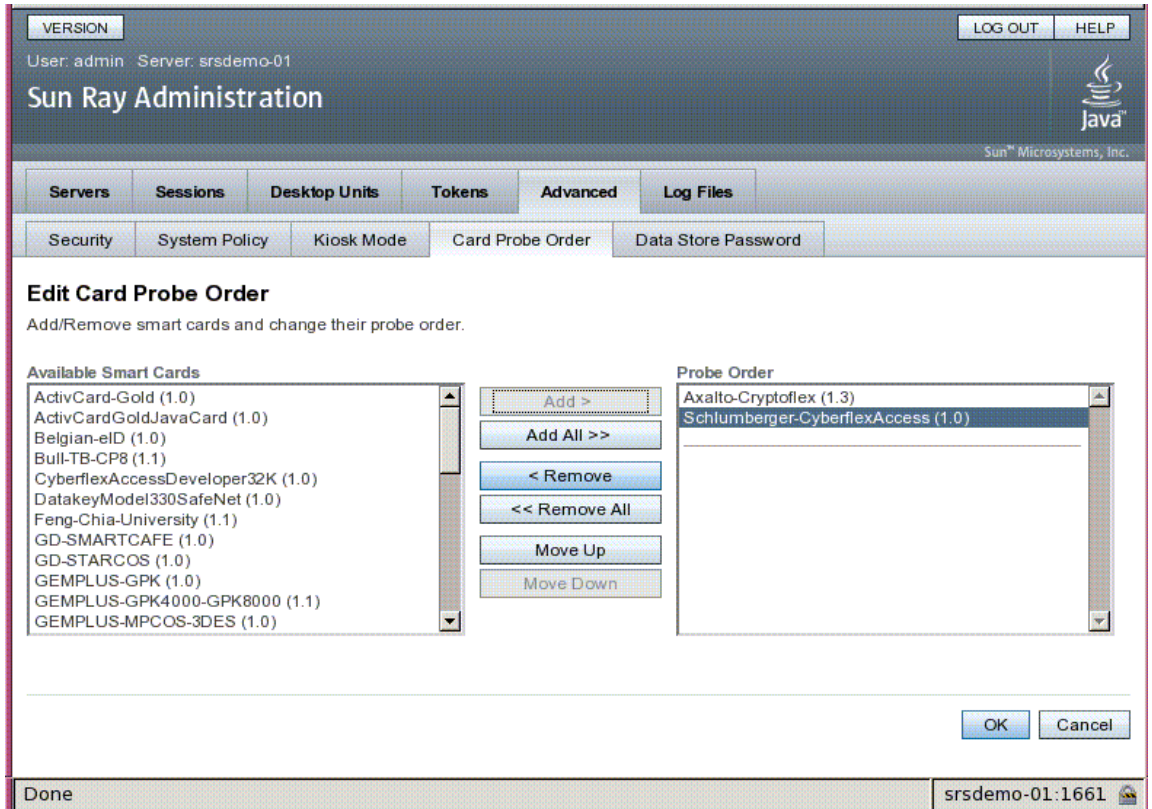 VERSION
LOG OUT HELP
User: admin Server: srsdemo-01
Sun Ray Administration
Java™
Sun™ Microsystems, Inc.
Servers Sessions Desktop Units Tokens Advanced Log Files
Security System Policy Kiosk Mode Card Probe Order Data Store Password
Edit Card Probe Order
Add/Remove smart cards and change their probe order.
Available Smart Cards
ActivCard-Gold (1.0)
ActivCardGoldJavaCard (1.0)
Belgian-eID (1.0)
Bull-TB-CP8 (1.1)
CyberflexAccessDeveloper32K (1.0)
DatakeyModel330SafeNet (1.0)
Feng-Chia-University (1.1)
GD-SMARTCAFE (1.0)
GD-STARCOS (1.0)
GEMPLUS-GPK (1.0)
GEMPLUS-GPK4000-GPK8000 (1.1)
GEMPLUS-MPCOS-3DES (1.0)
Add >
Add All >>
< Remove
<< Remove All
Move Up
Move Down
Probe Order
Axalto-Cryptoflex (1.3)
Schlumberger-CyberflexAccess (1.0)
OK Cancel
Done
srsdemo-01:1661